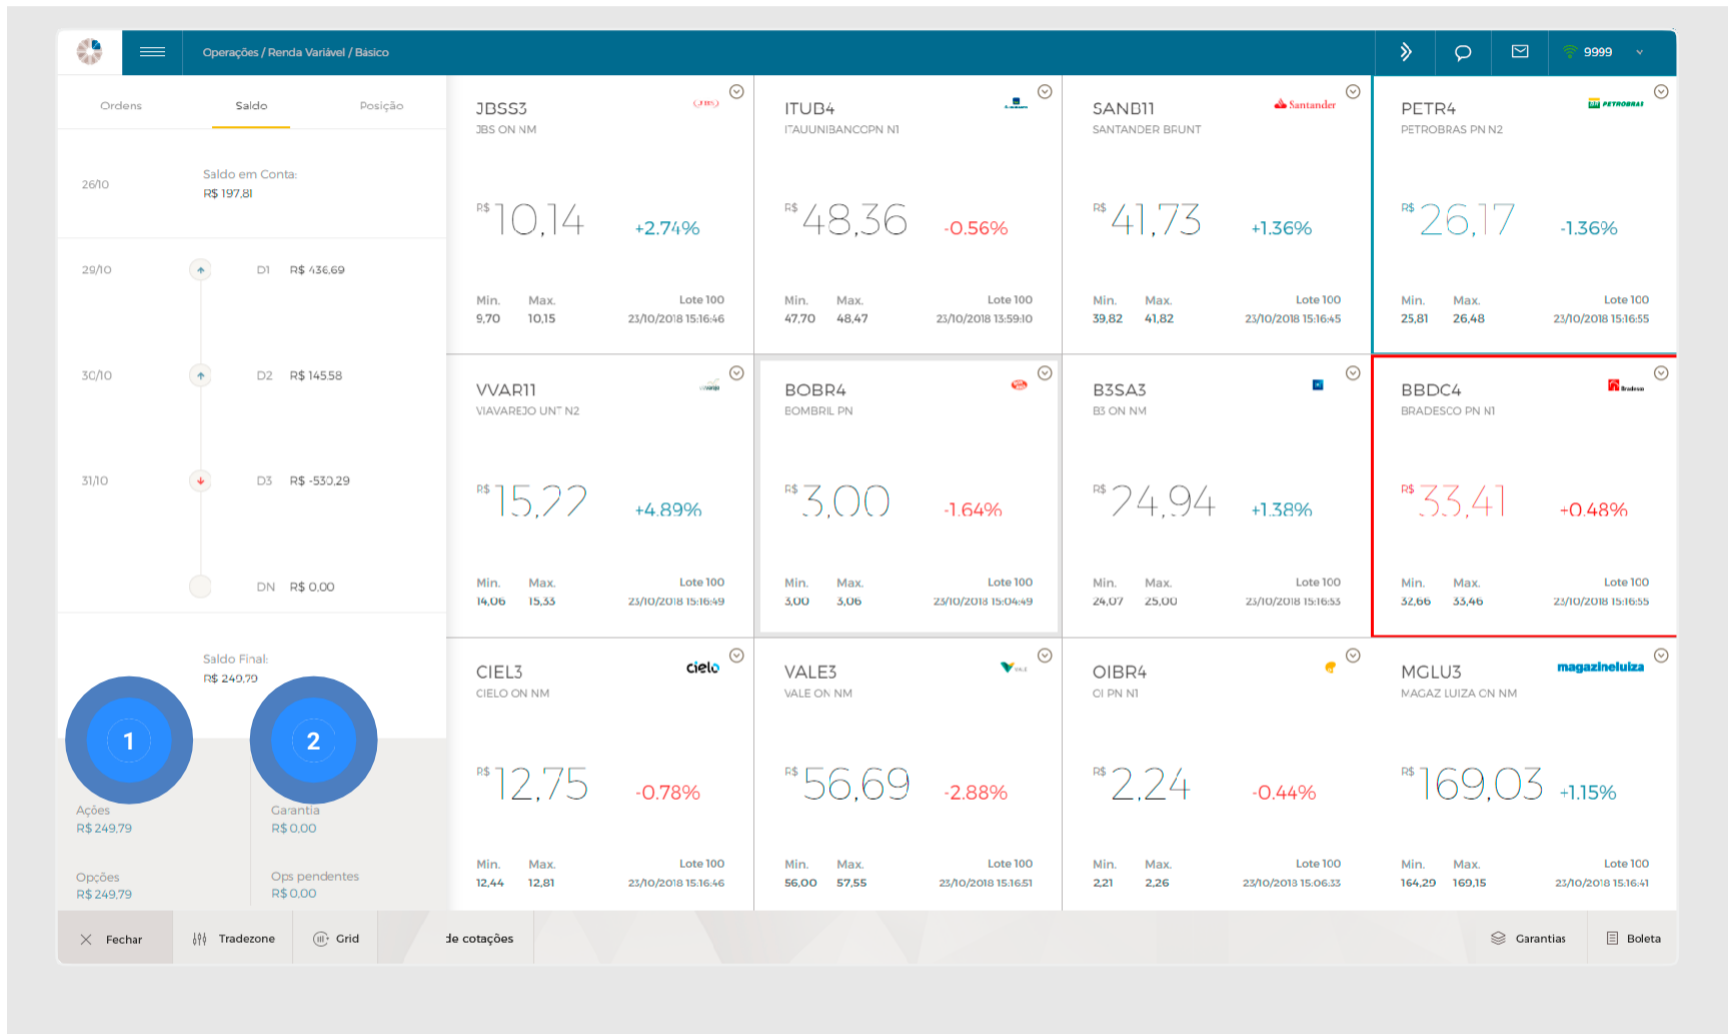 Operações / Renda Variável / Básico
9999
Ordens
Saldo
Posição
26/10
Saldo em Conta:
R$ 197,81
29/10
D1
R$ 436,69
30/10
D2
R$ 145,58
31/10
D3
R$ -530,29
DN
R$ 0,00
Saldo Final:
R$ 249,79
1
2
Ações
R$ 249,79
Garantia
R$ 0,00
Opções
R$ 249,79
Ops pendentes
R$ 0,00
JBSS3
JBS ON NM
R$ 10,14
+2.74%
Min. Max. Lote 100
9,70 10,15 23/10/2018 15:16:46
ITUB4
ITAUUNIBANCOPN N1
R$ 48,36
-0.56%
Min. Max. Lote 100
47,70 48,47 23/10/2018 13:59:10
SANB11
Santander
SANTANDER BRUNT
R$ 41,73
+1.36%
Min. Max. Lote 100
39,82 41,82 23/10/2018 15:16:45
PETR4
BR PETROBRAS
PETROBRAS PN N2
R$ 26,17
-1.36%
Min. Max. Lote 100
25,81 26,48 23/10/2018 15:16:55
VVAR11
VIAVAREJO UNT N2
R$ 15,22
+4.89%
Min. Max. Lote 100
14,06 15,33 23/10/2018 15:16:49
BOBR4
BOMBRIL PN
R$ 3,00
-1.64%
Min. Max. Lote 100
3,00 3,06 23/10/2018 15:04:49
B3SA3
B3 ON NM
R$ 24,94
+1.38%
Min. Max. Lote 100
24,07 25,00 23/10/2018 15:16:53
BBDC4
Bradesco
BRADESCO PN N1
R$ 33,41
+0.48%
Min. Max. Lote 100
32,66 33,46 23/10/2018 15:16:55
CIEL3
cielo
CIELO ON NM
R$ 12,75
-0.78%
Min. Max. Lote 100
12,44 12,81 23/10/2018 15:16:46
VALE3
VALE
VALE ON NM
R$ 56,69
-2.88%
Min. Max. Lote 100
56,00 57,55 23/10/2018 15:16:51
OIBR4
OI PN N1
R$ 2,24
-0.44%
Min. Max. Lote 100
2,21 2,26 23/10/2018 15:06:33
MGLU3
magazineluiza
MAGAZ LUIZA ON NM
R$ 169,03
+1.15%
Min. Max. Lote 100
164,29 169,15 23/10/2018 15:16:41
Fechar
Tradezone
Grid
de cotações
Garantias
Boleta